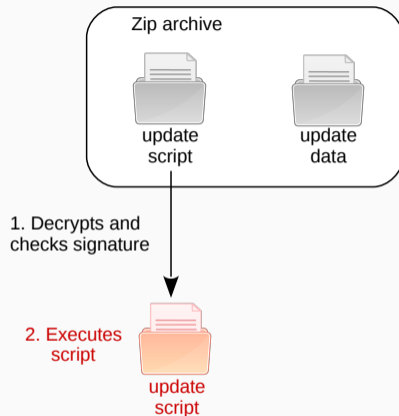 Zip archive
update
script
update
data
1. Decrypts and
checks signature
2. Executes
script
update
script